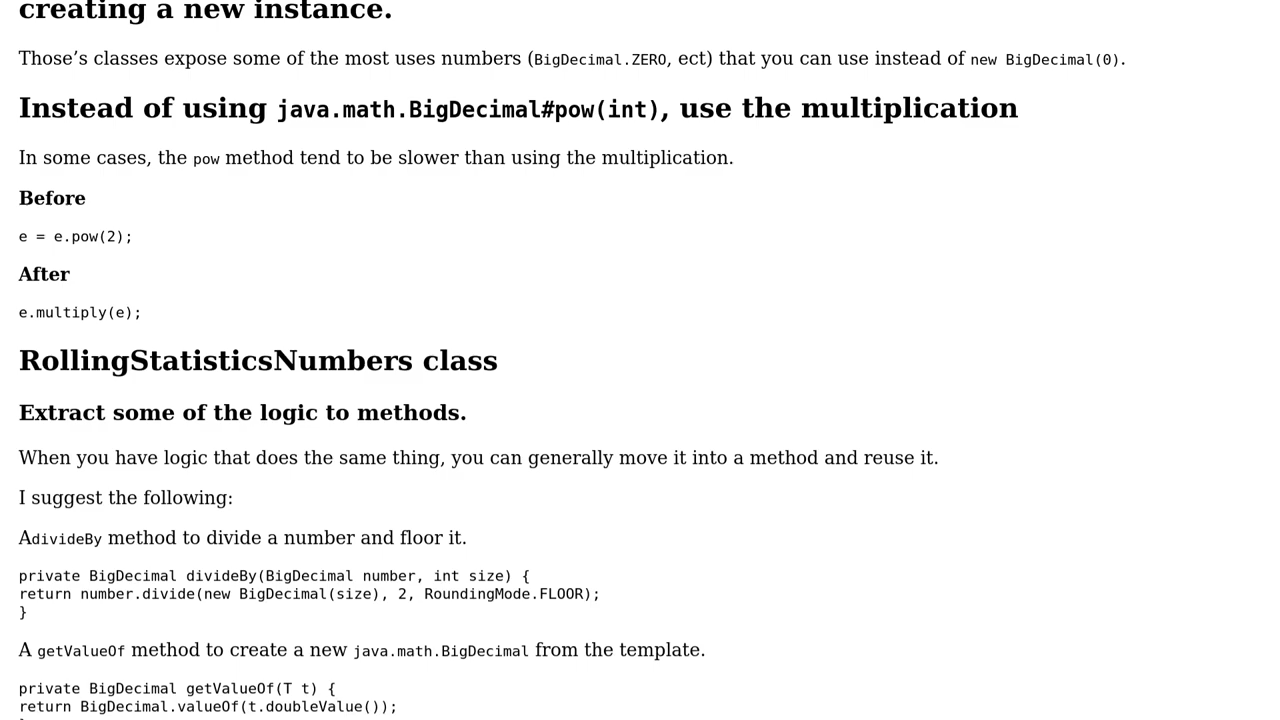 creating a new instance.
Those’s classes expose some of the most uses numbers (BigDecimal.ZERO, ect) that you can use instead of new BigDecimal(0).
Instead of using java.math.BigDecimal#pow(int), use the multiplication
In some cases, the pow method tend to be slower than using the multiplication.
Before
e = e.pow(2);
After
e.multiply(e);
RollingStatisticsNumbers class
Extract some of the logic to methods.
When you have logic that does the same thing, you can generally move it into a method and reuse it.
I suggest the following:
AdivideBy method to divide a number and floor it.
private BigDecimal divideBy(BigDecimal number, int size) {
return number.divide(new BigDecimal(size), 2, RoundingMode.FLOOR);
}
A getValueOf method to create a new java.math.BigDecimal from the template.
private BigDecimal getValueOf(T t) {
return BigDecimal.valueOf(t.doubleValue());